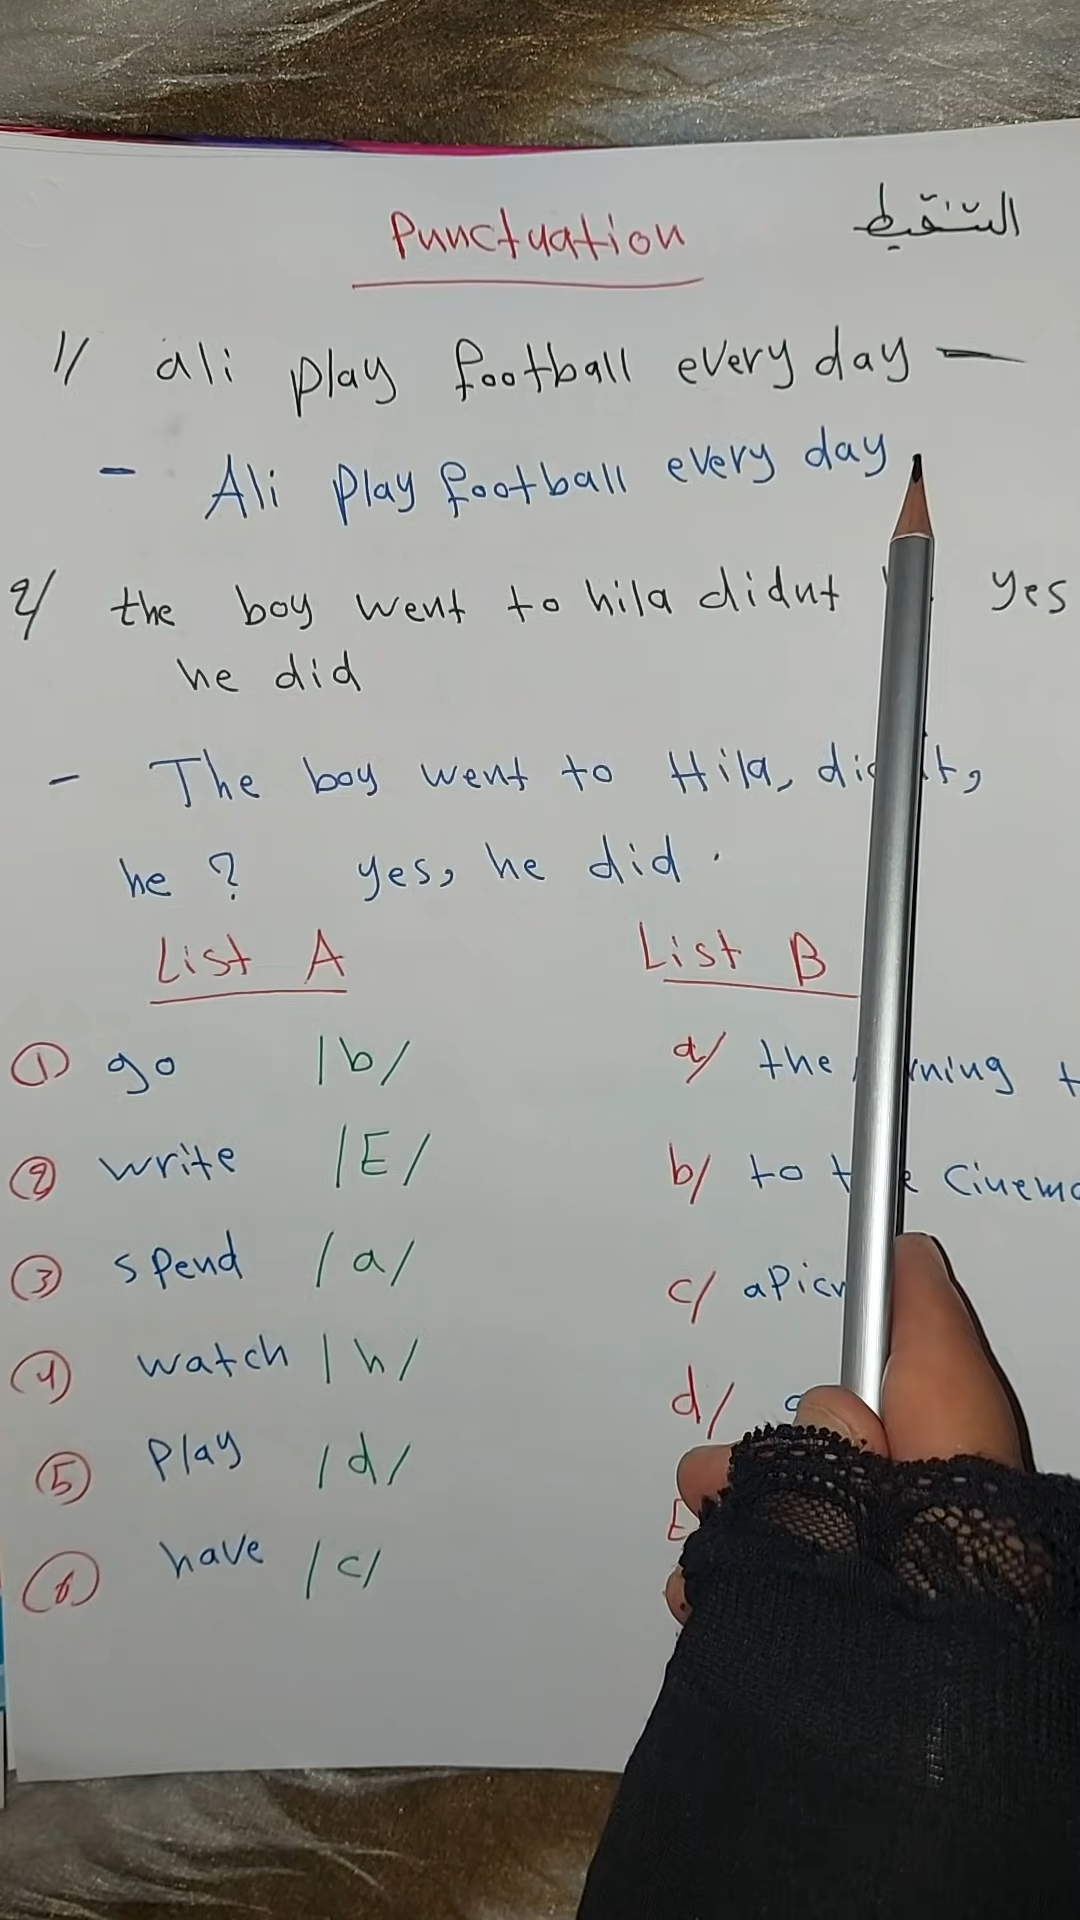 Punctuation التنقيط
1/ ali play football every day —
- Ali play football every day
2/ the boy went to hila didnt yes
he did
- The boy went to Hila,
he ? yes, he did .
List A List B
① go /b/ a/ the
② write /E/ b/ to cinema
③ spend /a/ c/
④ watch /h/ d/
⑤ play /d/ E
⑥ have /c/